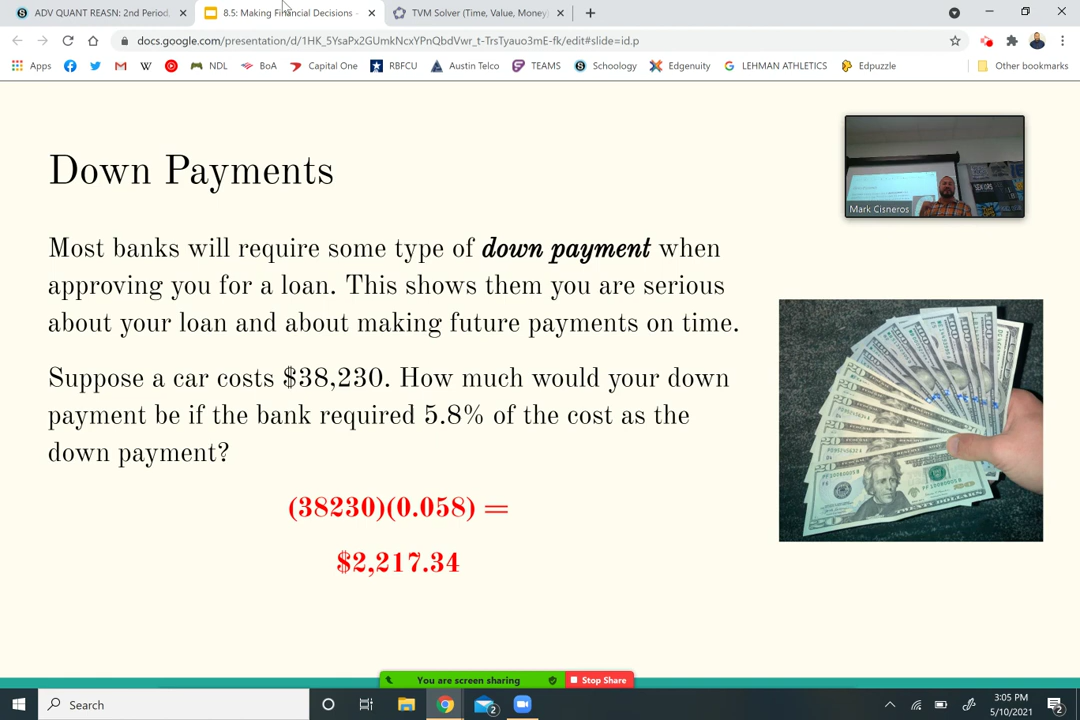 ADV QUANT REASN: 2nd Period,
8.5: Making Financial Decisions -
TVM Solver (Time, Value, Money)
docs.google.com/presentation/d/1HK_5YsaPx2GUmkNcxYPnQbdVwr_t-TrsTyauo3mE-fk/edit#slide=id.p
Apps
NDL
BoA
Capital One
RBFCU
Austin Telco
TEAMS
Schoology
Edgenuity
LEHMAN ATHLETICS
Edpuzzle
Other bookmarks
Down Payments
Mark Cisneros
Most banks will require some type of down payment when
approving you for a loan. This shows them you are serious
about your loan and about making future payments on time.
Suppose a car costs $38,230. How much would your down
payment be if the bank required 5.8% of the cost as the
down payment?
(38230)(0.058) =
$2,217.34
You are screen sharing
Stop Share
Search
2
3:05 PM
5/10/2021
2